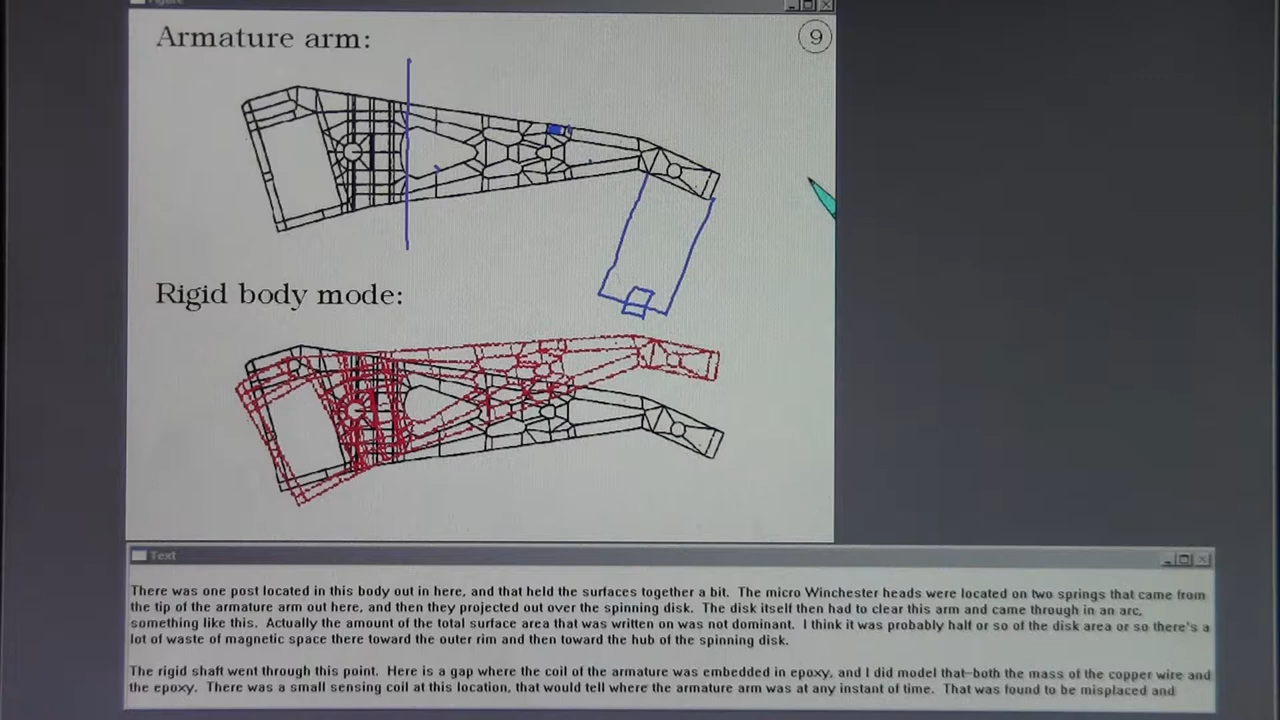 Figure
Armature arm:
9
Rigid body mode:
Text
There was one post located in this body out in here, and that held the surfaces together a bit. The micro Winchester heads were located on two springs that came from
the tip of the armature arm out here, and then they projected out over the spinning disk. The disk itself then had to clear this arm and came through in an arc,
something like this. Actually the amount of the total surface area that was written on was not dominant. I think it was probably half or so of the disk area or so there's a
lot of waste of magnetic space there toward the outer rim and then toward the hub of the spinning disk.
The rigid shaft went through this point. Here is a gap where the coil of the armature was embedded in epoxy, and I did model that-both the mass of the copper wire and
the epoxy. There was a small sensing coil at this location, that would tell where the armature arm was at any instant of time. That was found to be misplaced and